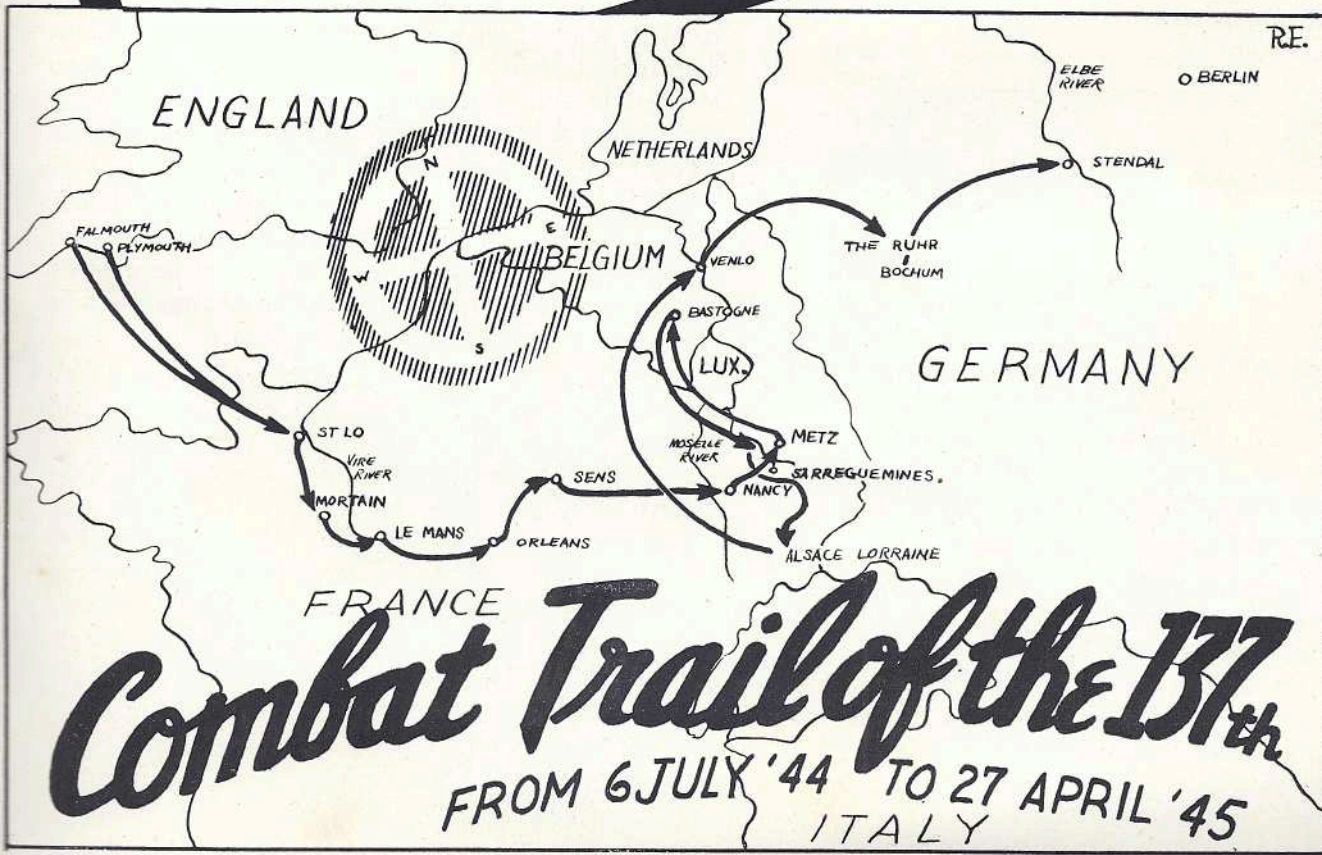 R.E.
ELBE
RIVER
BERLIN
ENGLAND
NETHERLANDS
STENDAL
N
E
W
S
FALMOUTH
PLYMOUTH
BELGIUM
VENLO
THE RUHR
BOCHUM
BASTOGNE
LUX.
GERMANY
ST LO
VIRE
RIVER
MOSELLE
RIVER
METZ
SARREGUEMINES.
SENS
NANCY
MORTAIN
LE MANS
ORLEANS
ALSACE LORRAINE
FRANCE
Combat Trail of the 137th
FROM 6 JULY '44 TO 27 APRIL '45
ITALY